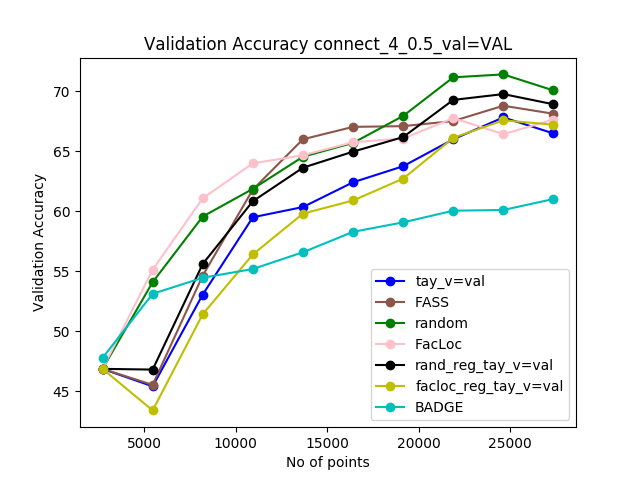 Validation Accuracy connect_4_0.5_val=VAL
Validation Accuracy
70
65
60
55
50
45
5000 10000 15000 20000 25000
No of points
tay_v=val
FASS
random
FacLoc
rand_reg_tay_v=val
facloc_reg_tay_v=val
BADGE